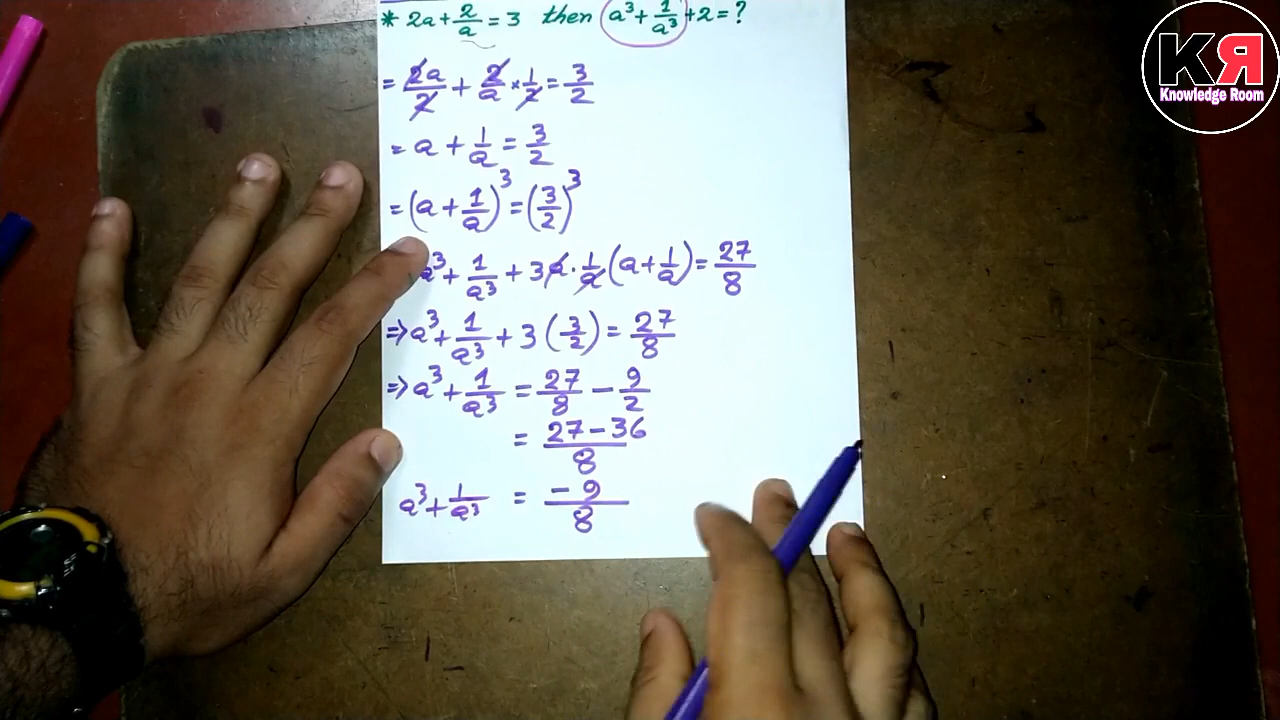 * 2a + 2/a = 3 then a³ + 1/a³ + 2 = ?
= 2a/2 + 2/a × 1/2 = 3/2
= a + 1/a = 3/2
= (a + 1/a)³ = (3/2)³
a³ + 1/a³ + 3a · 1/a (a + 1/a) = 27/8
=> a³ + 1/a³ + 3 (3/2) = 27/8
=> a³ + 1/a³ = 27/8 − 9/2
= 27 − 36/8
a³ + 1/a³ = −9/8
KЯ
Knowledge Room